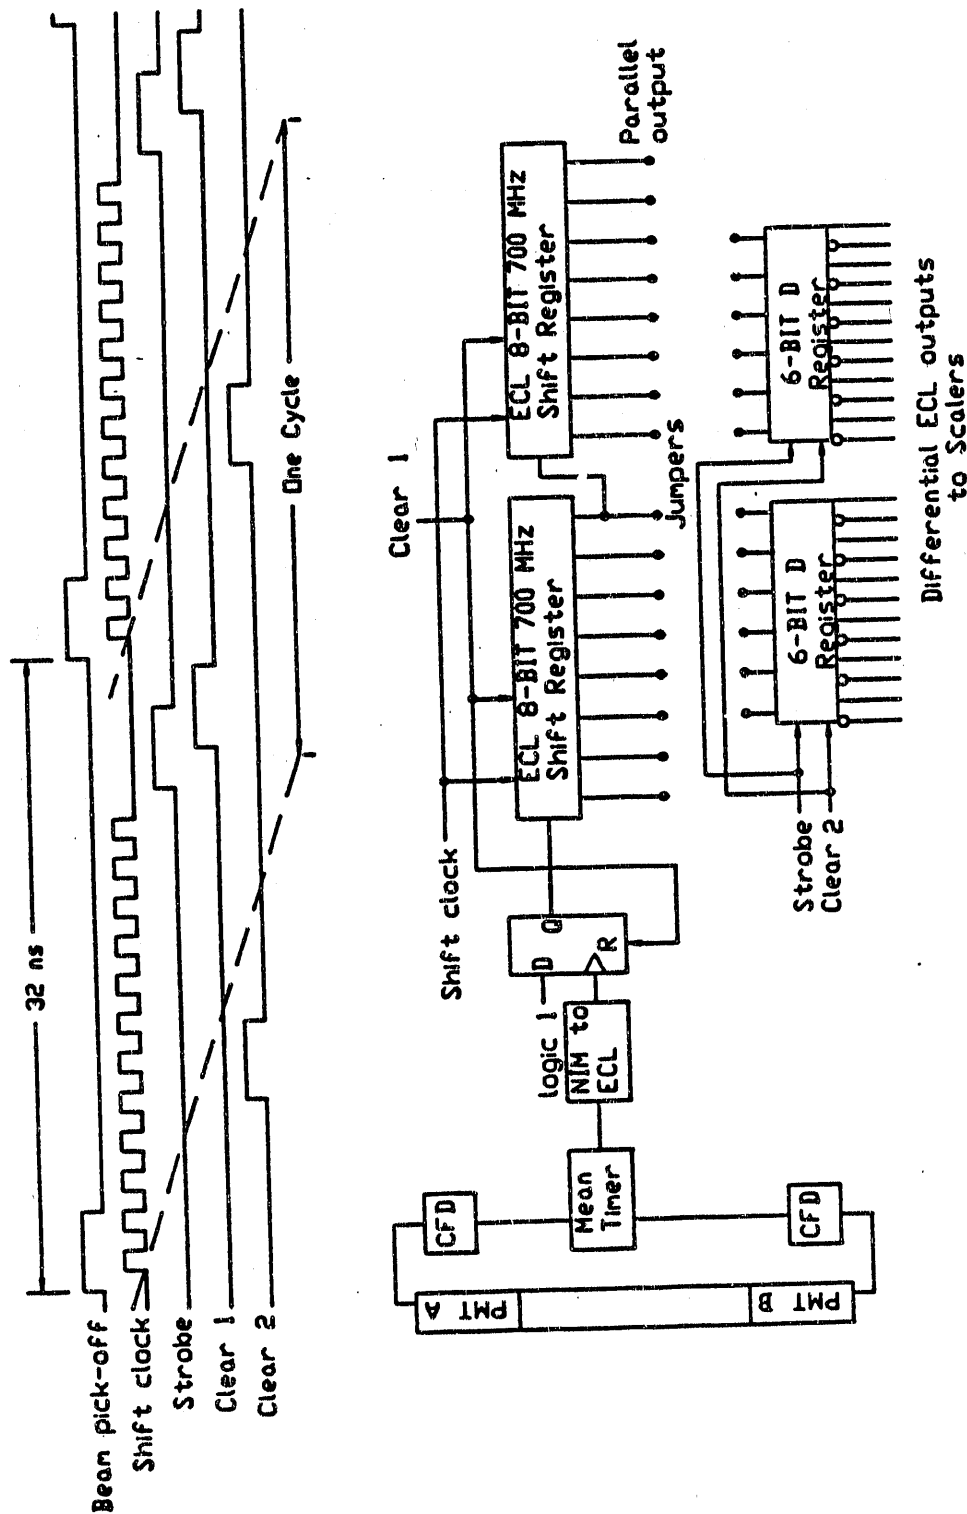 32 ns
Beam pick-off
Shift clock
Strobe
Clear 1
Clear 2
One Cycle
Clear 1
Shift clock
ECL 8-BIT 700 MHz
Shift Register
ECL 8-BIT 700 MHz
Shift Register
Parallel
output
Jumpers
PMT A
PMT B
CFD
CFD
Mean
Timer
logic 1
NIM to
ECL
D
Q
R
Strobe
Clear 2
6-BIT D
Register
6-BIT D
Register
Differential ECL outputs
to Scalers